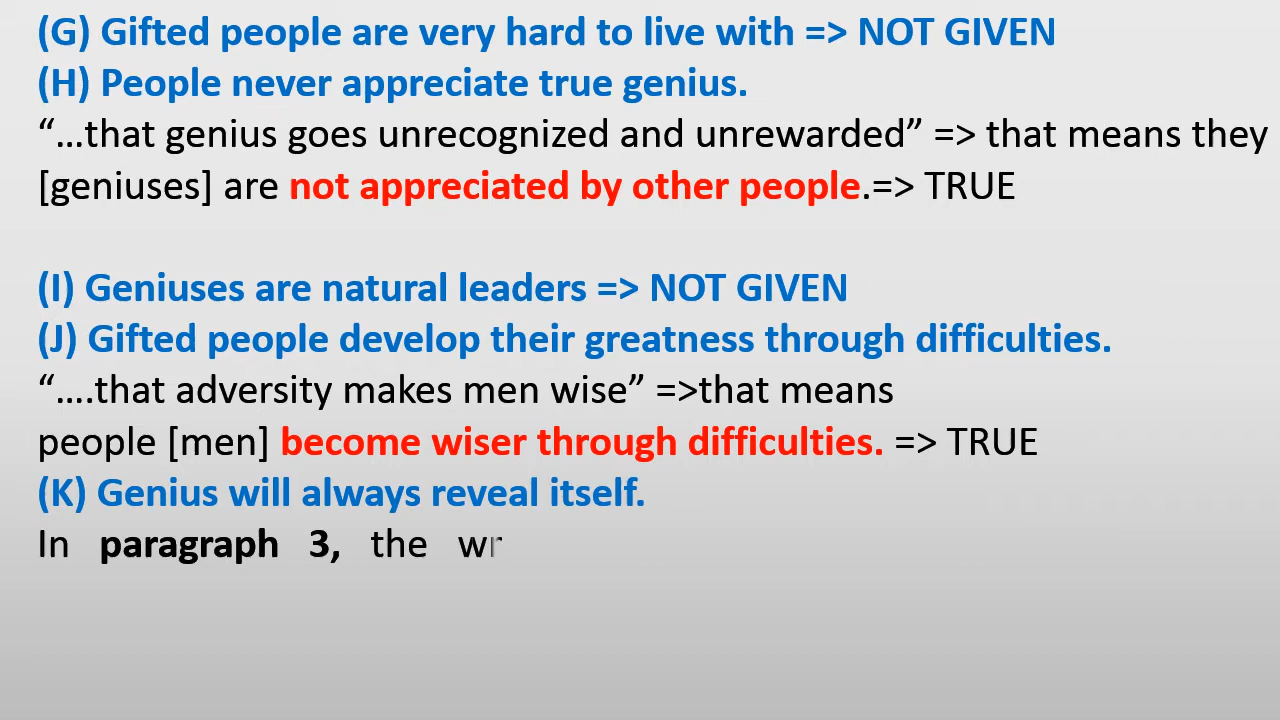 (G) Gifted people are very hard to live with => NOT GIVEN
(H) People never appreciate true genius.
“…that genius goes unrecognized and unrewarded” => that means they
[geniuses] are not appreciated by other people.=> TRUE
(I) Geniuses are natural leaders => NOT GIVEN
(J) Gifted people develop their greatness through difficulties.
“….that adversity makes men wise” =>that means
people [men] become wiser through difficulties. => TRUE
(K) Genius will always reveal itself.
In paragraph 3, the